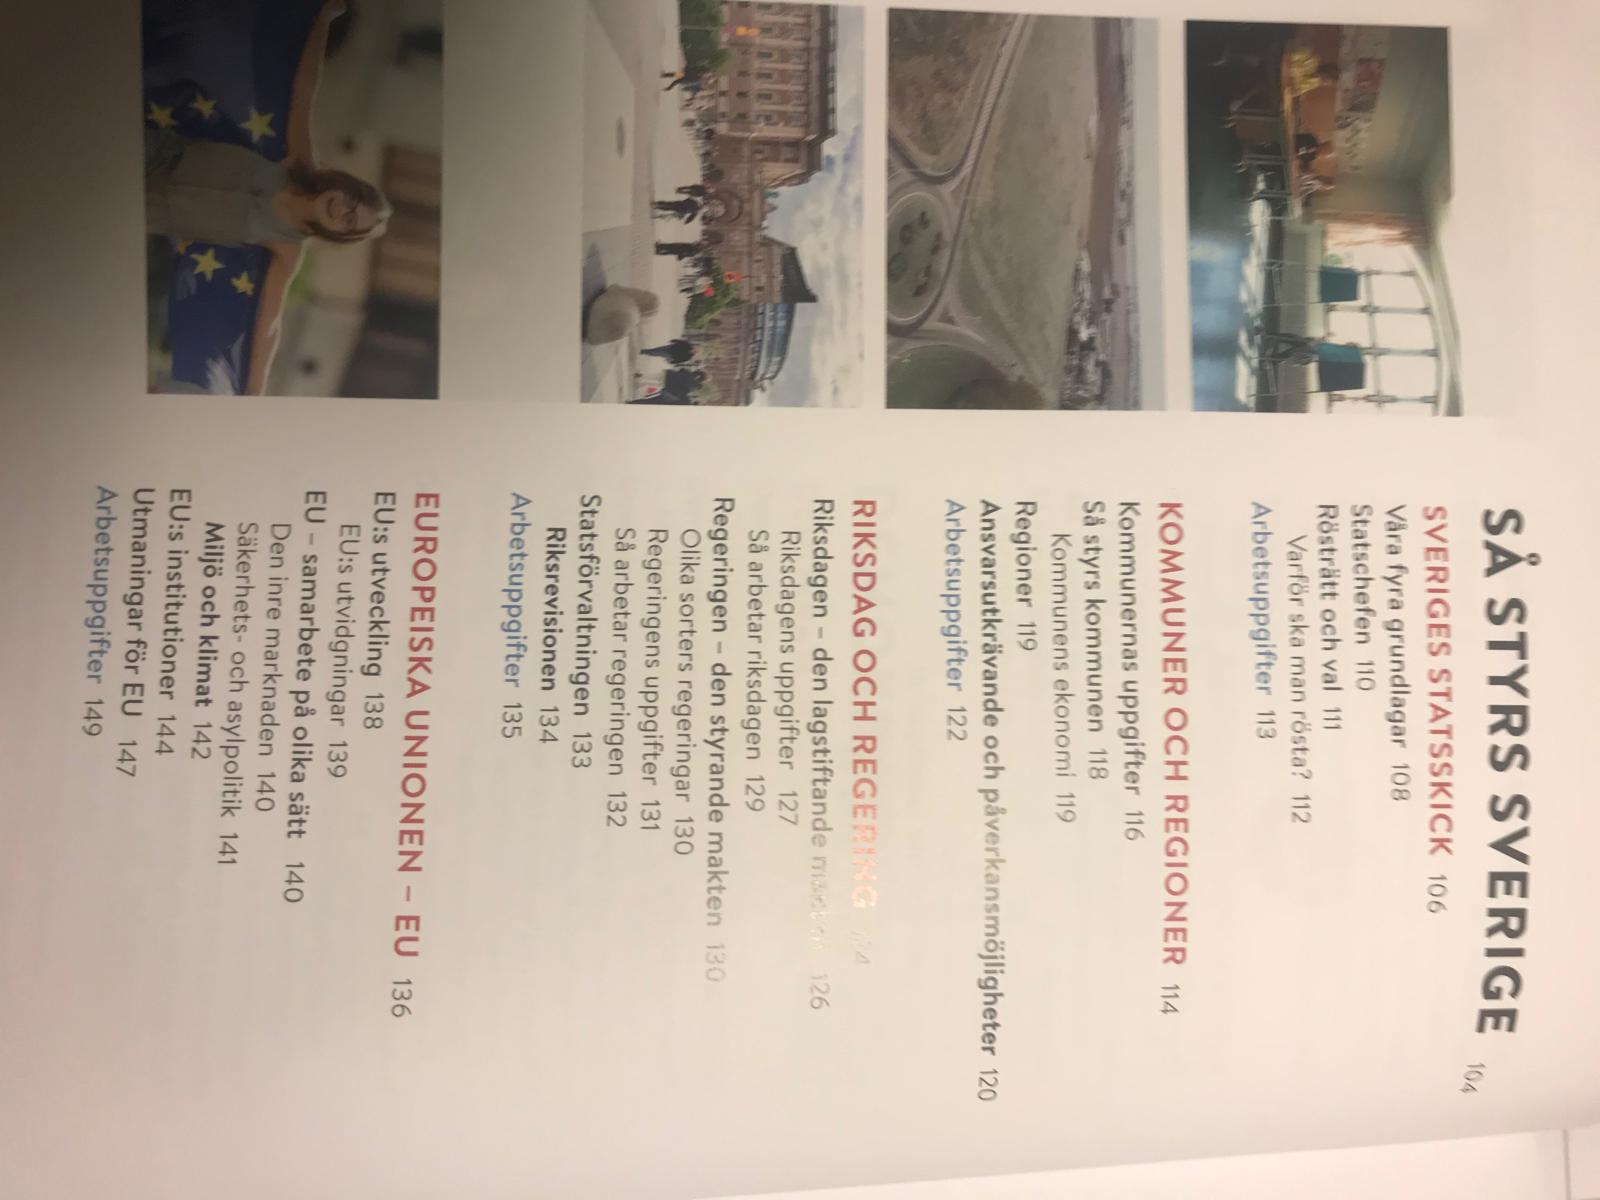 SÅ STYRS SVERIGE 104
SVERIGES STATSSKICK 106
Våra fyra grundlagar 108
Statschefen 110
Rösträtt och val 111
Varför ska man rösta? 112
Arbetsuppgifter 113
KOMMUNER OCH REGIONER 114
Kommunernas uppgifter 116
Så styrs kommunen 118
Kommunens ekonomi 119
Regioner 119
Ansvarsutkrävande och påverkansmöjligheter 120
Arbetsuppgifter 122
RIKSDAG OCH REGERING
Riksdagen – den lagstiftande makten 126
Riksdagens uppgifter 127
Så arbetar riksdagen 129
Regeringen – den styrande makten 130
Olika sorters regeringar 130
Regeringens uppgifter 131
Så arbetar regeringen 132
Statsförvaltningen 133
Riksrevisionen 134
Arbetsuppgifter 135
EUROPEISKA UNIONEN – EU 136
EU:s utveckling 138
EU:s utvidgningar 139
EU – samarbete på olika sätt 140
Den inre marknaden 140
Säkerhets- och asylpolitik 141
Miljö och klimat 142
EU:s institutioner 144
Utmaningar för EU 147
Arbetsuppgifter 149